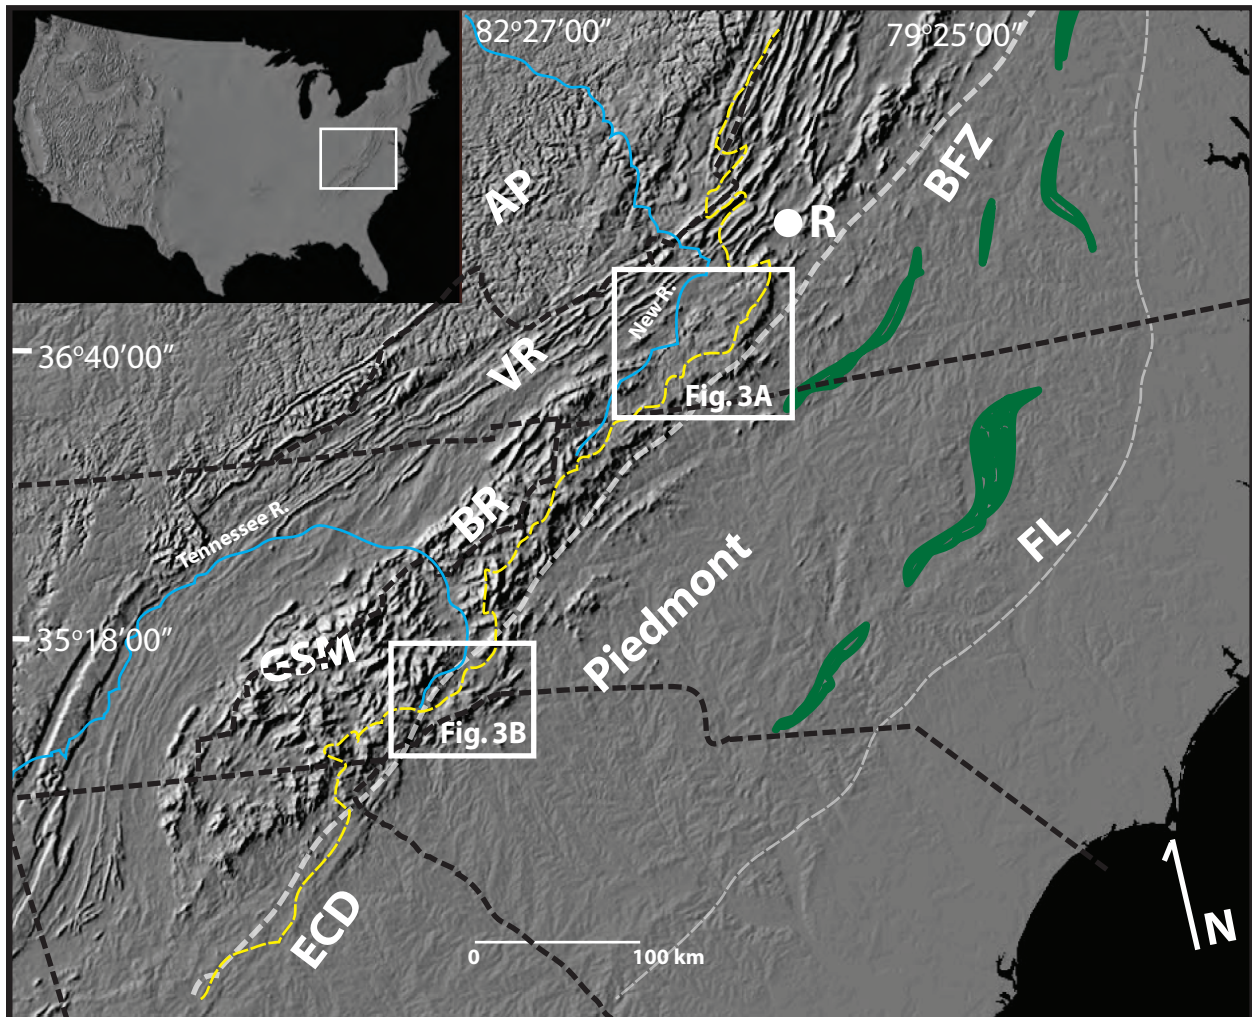 82°27'00"
79°25'00"
BFZ
AP
R
New R.
36°40'00"
VR
Fig. 3A
BR
Tennessee R.
FL
Piedmont
35°18'00"
GSM
Fig. 3B
ECD
0
100 km
N